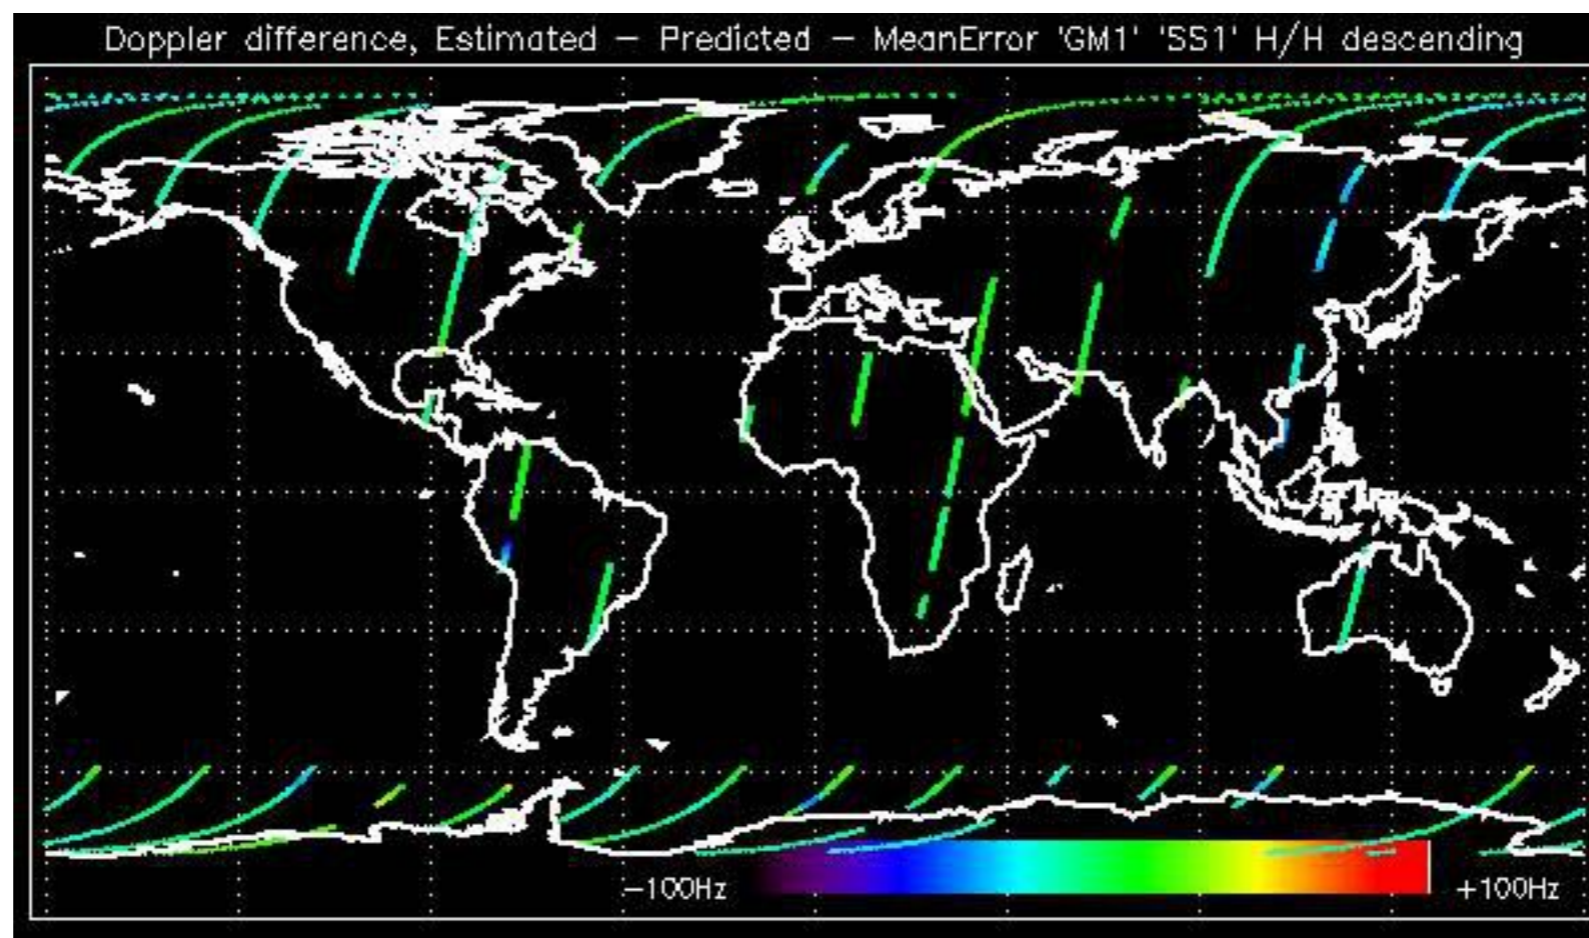 Doppler difference, Estimated – Predicted – MeanError 'GM1' 'SS1' H/H descending
–100Hz +100Hz